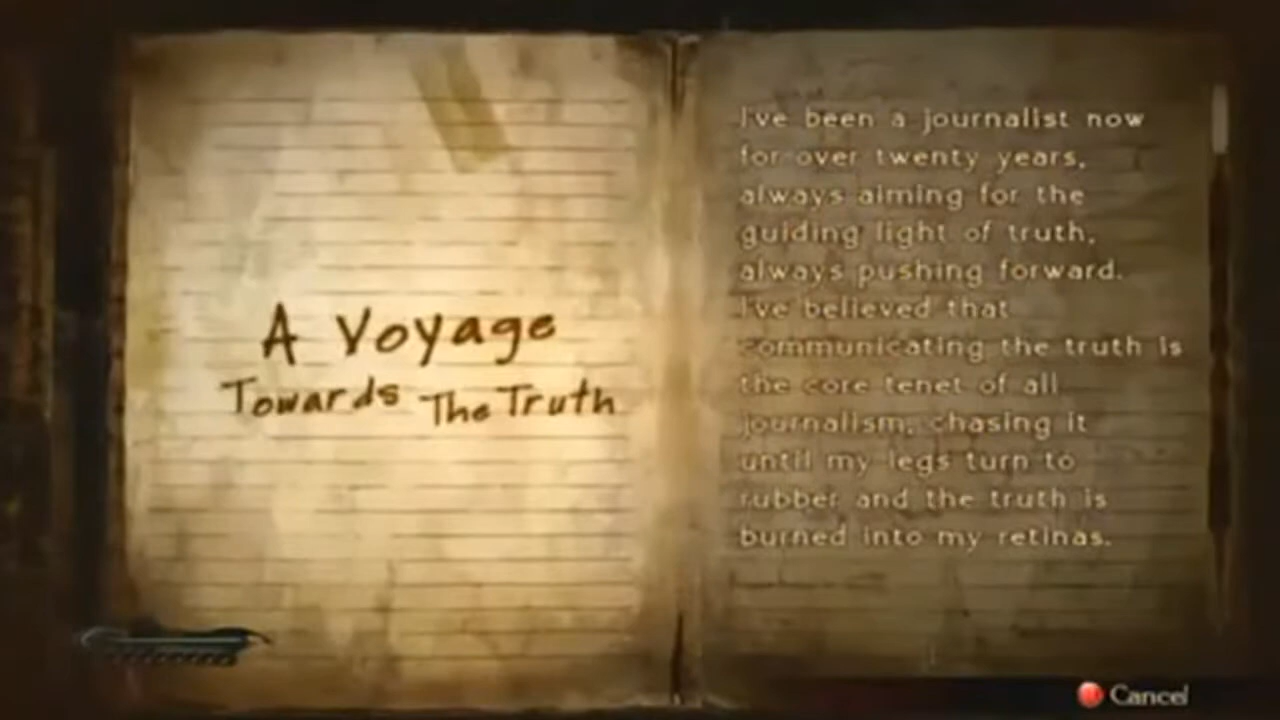 A Voyage
Towards The Truth
I've been a journalist now
for over twenty years,
always aiming for the
guiding light of truth,
always pushing forward.
I've believed that
communicating the truth is
the core tenet of all
journalism, chasing it
until my legs turn to
rubber and the truth is
burned into my retinas.
Cancel